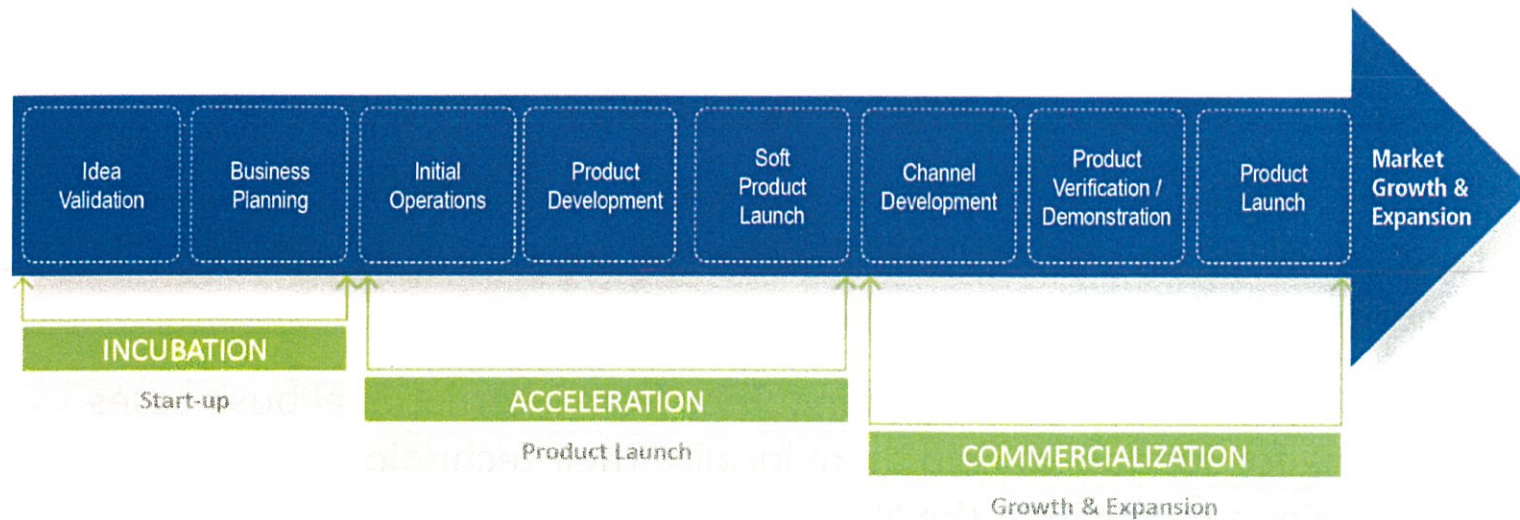 Idea
Validation
Business
Planning
Initial
Operations
Product
Development
Soft
Product
Launch
Channel
Development
Product
Verification /
Demonstration
Product
Launch
Market
Growth &
Expansion
INCUBATION
Start-up
ACCELERATION
Product Launch
COMMERCIALIZATION
Growth & Expansion